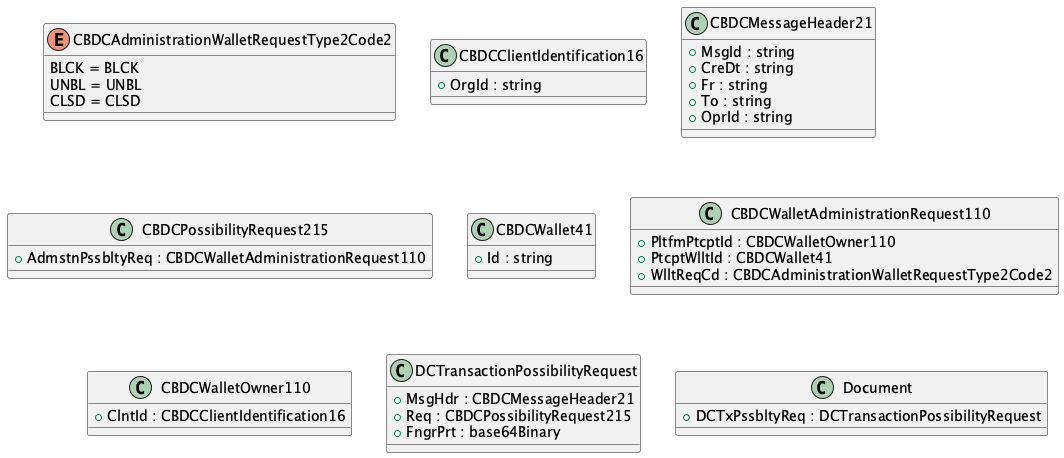 E CBDCAdministrationWalletRequestType2Code2
BLCK = BLCK
UNBL = UNBL
CLSD = CLSD
C CBDCClientIdentification16
OrgId : string
C CBDCMessageHeader21
MsgId : string
CreDt : string
Fr : string
To : string
OprId : string
C CBDCPossibilityRequest215
AdmstnPssbltyReq : CBDCWalletAdministrationRequest110
C CBDCWallet41
Id : string
C CBDCWalletAdministrationRequest110
PltfmPtcptId : CBDCWalletOwner110
PtcptWlltId : CBDCWallet41
WlltReqCd : CBDCAdministrationWalletRequestType2Code2
C CBDCWalletOwner110
ClntId : CBDCClientIdentification16
C DCTransactionPossibilityRequest
MsgHdr : CBDCMessageHeader21
Req : CBDCPossibilityRequest215
FngrPrt : base64Binary
C Document
DCTxPssbltyReq : DCTransactionPossibilityRequest